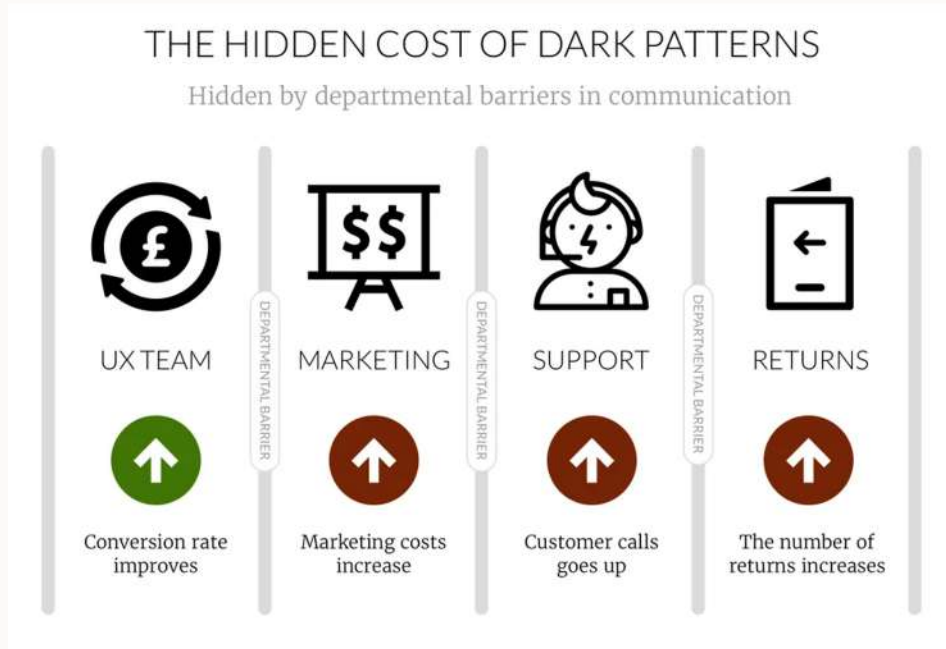 THE HIDDEN COST OF DARK PATTERNS
Hidden by departmental barriers in communication
£
$$
UX TEAM
MARKETING
SUPPORT
RETURNS
DEPARTMENTAL BARRIER
DEPARTMENTAL BARRIER
DEPARTMENTAL BARRIER
Conversion rate
improves
Marketing costs
increase
Customer calls
goes up
The number of
returns increases